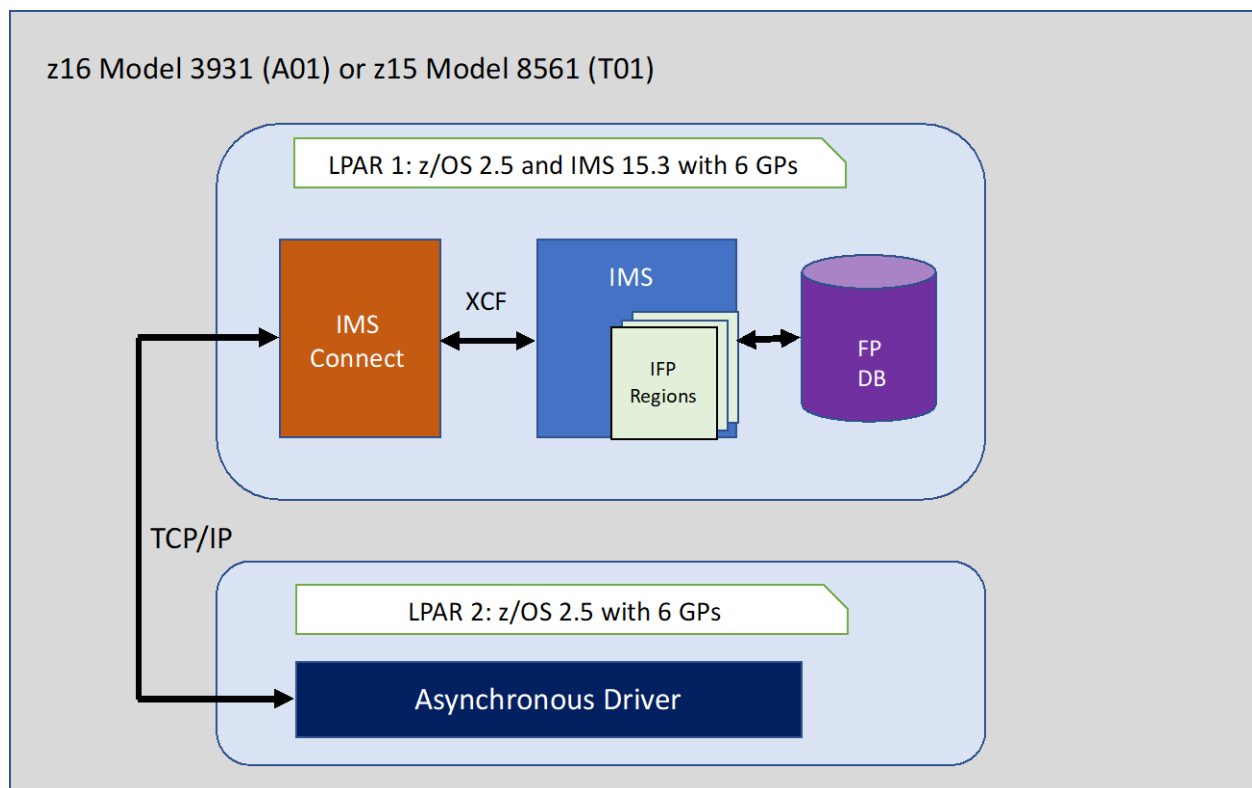 z16 Model 3931 (A01) or z15 Model 8561 (T01)
LPAR 1: z/OS 2.5 and IMS 15.3 with 6 GPs
IMS
Connect
XCF
IMS
IFP
Regions
FP
DB
TCP/IP
LPAR 2: z/OS 2.5 with 6 GPs
Asynchronous Driver